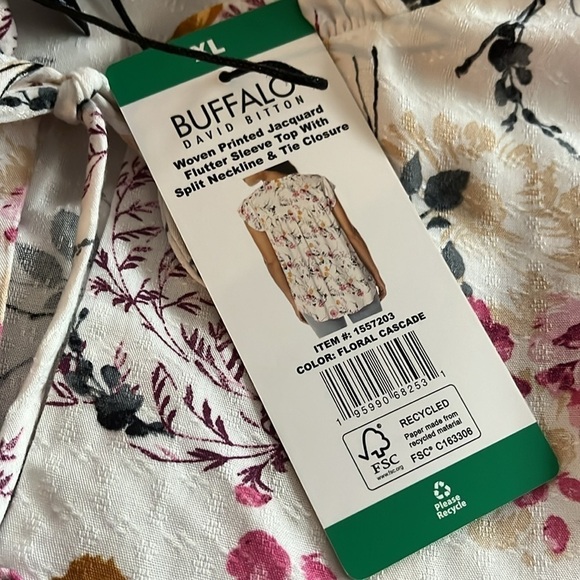 XL
BUFFALO
DAVID BITTON
Woven Printed Jacquard
Flutter Sleeve Top With
Split Neckline & Tie Closure
ITEM #: 1557203
COLOR: FLORAL CASCADE
1 95990 68253 1
FSC
www.fsc.org
RECYCLED
Paper made from
recycled material
FSC® C163306
Please
Recycle